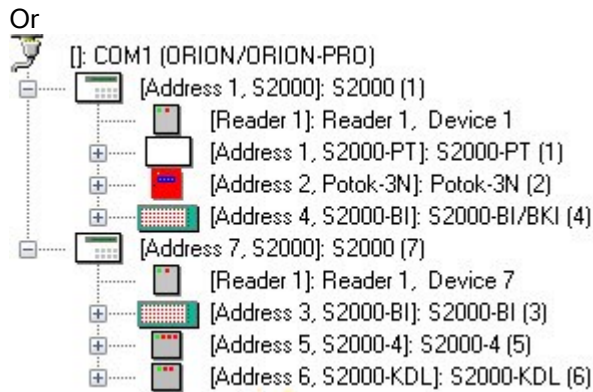 Or
[]: COM1 (ORION/ORION-PRO)
[Address 1, S2000]: S2000 (1)
[Reader 1]: Reader 1, Device 1
[Address 1, S2000-PT]: S2000-PT (1)
[Address 2, Potok-3N]: Potok-3N (2)
[Address 4, S2000-BI]: S2000-BI/BKI (4)
[Address 7, S2000]: S2000 (7)
[Reader 1]: Reader 1, Device 7
[Address 3, S2000-BI]: S2000-BI (3)
[Address 5, S2000-4]: S2000-4 (5)
[Address 6, S2000-KDL]: S2000-KDL (6)